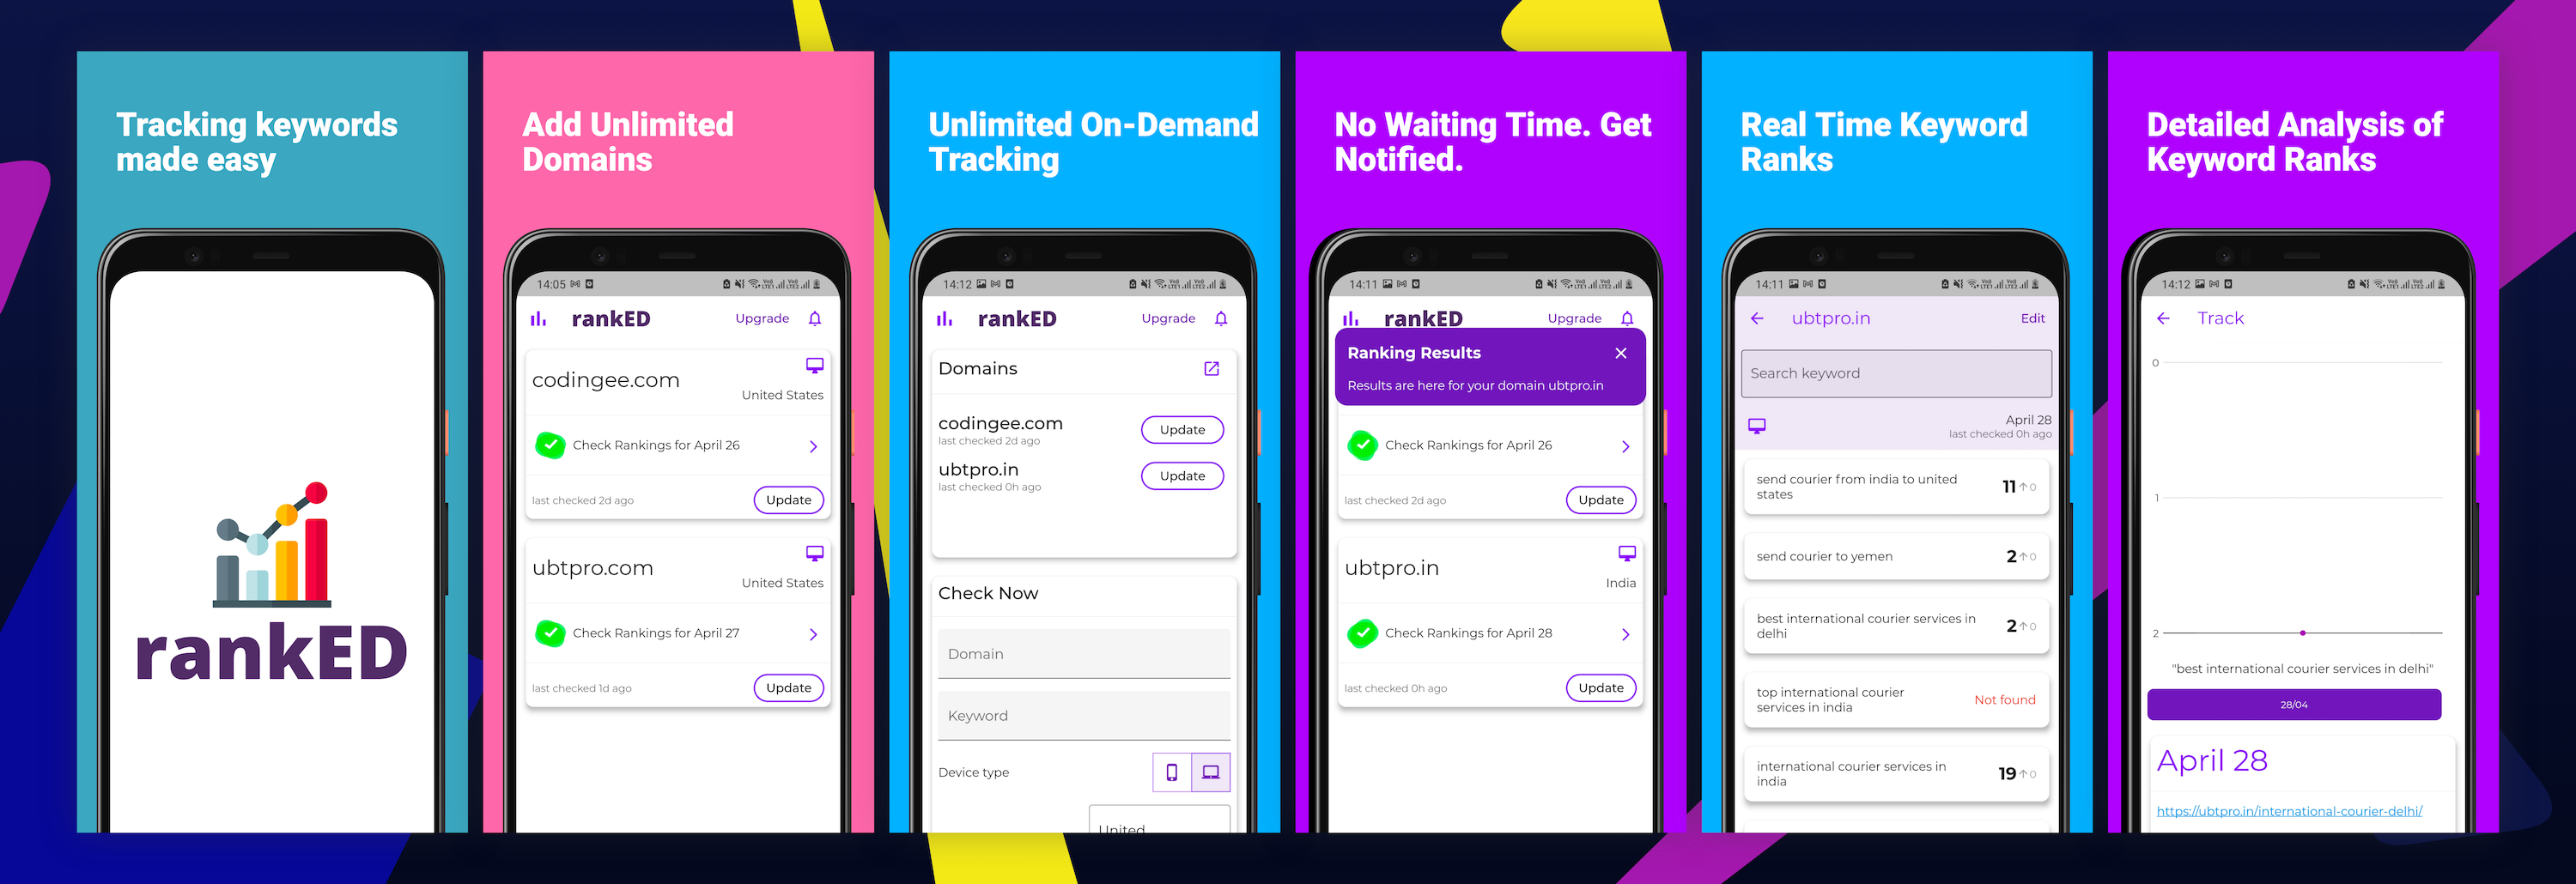 Tracking keywords
made easy
rankED
Add Unlimited
Domains
14:05
rankED
Upgrade
codingee.com
United States
Check Rankings for April 26
last checked 2d ago
Update
ubtpro.com
United States
Check Rankings for April 27
last checked 1d ago
Update
Unlimited On-Demand
Tracking
14:12
rankED
Upgrade
Domains
codingee.com
last checked 2d ago
Update
ubtpro.in
last checked 0h ago
Update
Check Now
Domain
Keyword
Device type
United
No Waiting Time. Get
Notified.
14:11
rankED
Upgrade
Ranking Results
Results are here for your domain ubtpro.in
Check Rankings for April 26
last checked 2d ago
Update
ubtpro.in
India
Check Rankings for April 28
last checked 0h ago
Update
Real Time Keyword
Ranks
14:11
ubtpro.in
Edit
Search keyword
April 28
last checked 0h ago
send courier from india to united
states
11 ↑0
send courier to yemen
2 ↑0
best international courier services in
delhi
2 ↑0
top international courier
services in india
Not found
international courier services in
india
19 ↑0
Detailed Analysis of
Keyword Ranks
14:12
Track
0
1
2
"best international courier services in delhi"
28/04
April 28
https://ubtpro.in/international-courier-delhi/